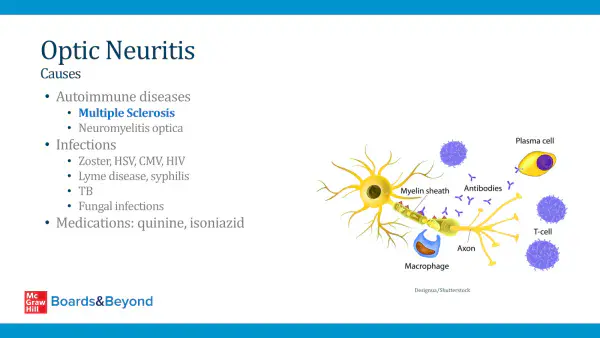 Optic Neuritis
Causes
• Autoimmune diseases
• Multiple Sclerosis
• Neuromyelitis optica
• Infections
• Zoster, HSV, CMV, HIV
• Lyme disease, syphilis
• TB
• Fungal infections
• Medications: quinine, isoniazid
Plasma cell
Myelin sheath
Antibodies
T-cell
Axon
Macrophage
Designua/Shutterstock
Mc
Graw
Hill
Boards&Beyond